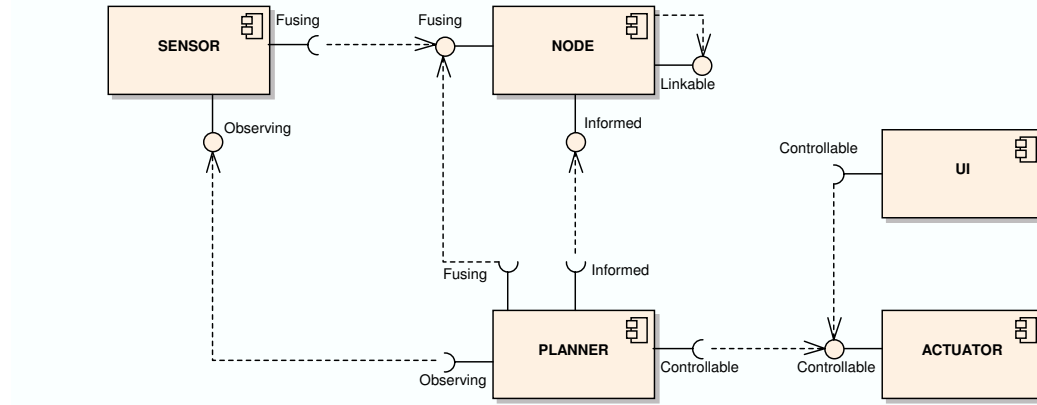 Fusing
Fusing
SENSOR
NODE
Linkable
Observing
Informed
Controllable
UI
Fusing
Informed
PLANNER
ACTUATOR
Controllable
Controllable
Observing